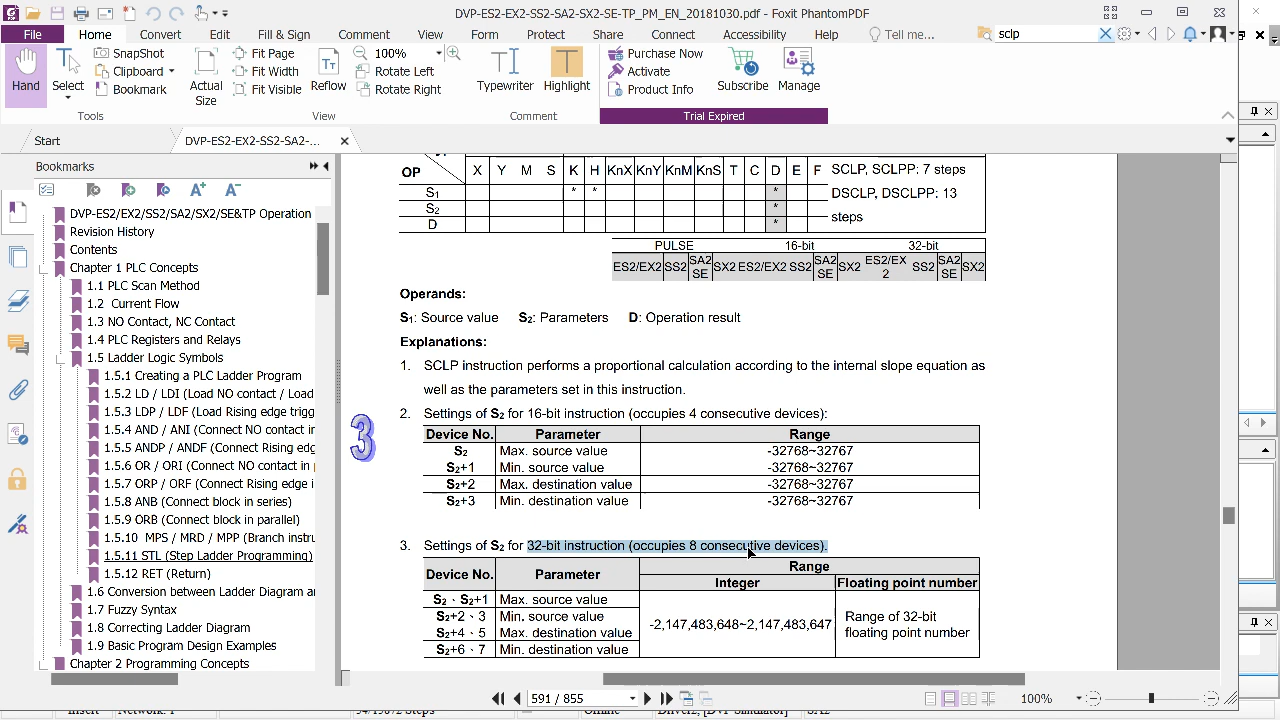 DVP-ES2-EX2-SS2-SA2-SX2-SE-TP_PM_EN_20181030.pdf - Foxit PhantomPDF
File Home Convert Edit Fill & Sign Comment View Form Protect Share Connect Accessibility Help Tell me... sclp
Hand
Select
SnapShot
Clipboard
Bookmark
Tools
Actual
Size
Fit Page
Fit Width
Fit Visible
Reflow
100%
Rotate Left
Rotate Right
View
Typewriter
Highlight
Comment
Purchase Now
Activate
Product Info
Subscribe
Manage
Trial Expired
Start DVP-ES2-EX2-SS2-SA2-...
Bookmarks
DVP-ES2/EX2/SS2/SA2/SX2/SE&TP Operation
Revision History
Contents
Chapter 1 PLC Concepts
1.1 PLC Scan Method
1.2 Current Flow
1.3 NO Contact, NC Contact
1.4 PLC Registers and Relays
1.5 Ladder Logic Symbols
1.5.1 Creating a PLC Ladder Program
1.5.2 LD / LDI (Load NO contact / Load
1.5.3 LDP / LDF (Load Rising edge trigg
1.5.4 AND / ANI (Connect NO contact in
1.5.5 ANDP / ANDF (Connect Rising edg
1.5.6 OR / ORI (Connect NO contact in
1.5.7 ORP / ORF (Connect Rising edge i
1.5.8 ANB (Connect block in series)
1.5.9 ORB (Connect block in parallel)
1.5.10 MPS / MRD / MPP (Branch instru
1.5.11 STL (Step Ladder Programming)
1.5.12 RET (Return)
1.6 Conversion between Ladder Diagram a
1.7 Fuzzy Syntax
1.8 Correcting Ladder Diagram
1.9 Basic Program Design Examples
Chapter 2 Programming Concepts
OP X Y M S K H KnX KnY KnM KnS T C D E F SCLP, SCLPP: 7 steps
S1 * * * DSCLP, DSCLPP: 13
S2 * steps
D *
PULSE 16-bit 32-bit
ES2/EX2 SS2 SA2 SE SX2 ES2/EX2 SS2 SA2 SE SX2 ES2/EX 2 SS2 SA2 SE SX2
Operands:
S1: Source value S2: Parameters D: Operation result
Explanations:
1. SCLP instruction performs a proportional calculation according to the internal slope equation as
well as the parameters set in this instruction.
2. Settings of S2 for 16-bit instruction (occupies 4 consecutive devices):
3
Device No. Parameter Range
S2 Max. source value -32768~32767
S2+1 Min. source value -32768~32767
S2+2 Max. destination value -32768~32767
S2+3 Min. destination value -32768~32767
3. Settings of S2 for 32-bit instruction (occupies 8 consecutive devices).
Device No. Parameter Range
Integer Floating point number
S2、S2+1 Max. source value
S2+2、3 Min. source value
S2+4、5 Max. destination value
S2+6、7 Min. destination value
-2,147,483,648~2,147,483,647
Range of 32-bit
floating point number
591 / 855 100%